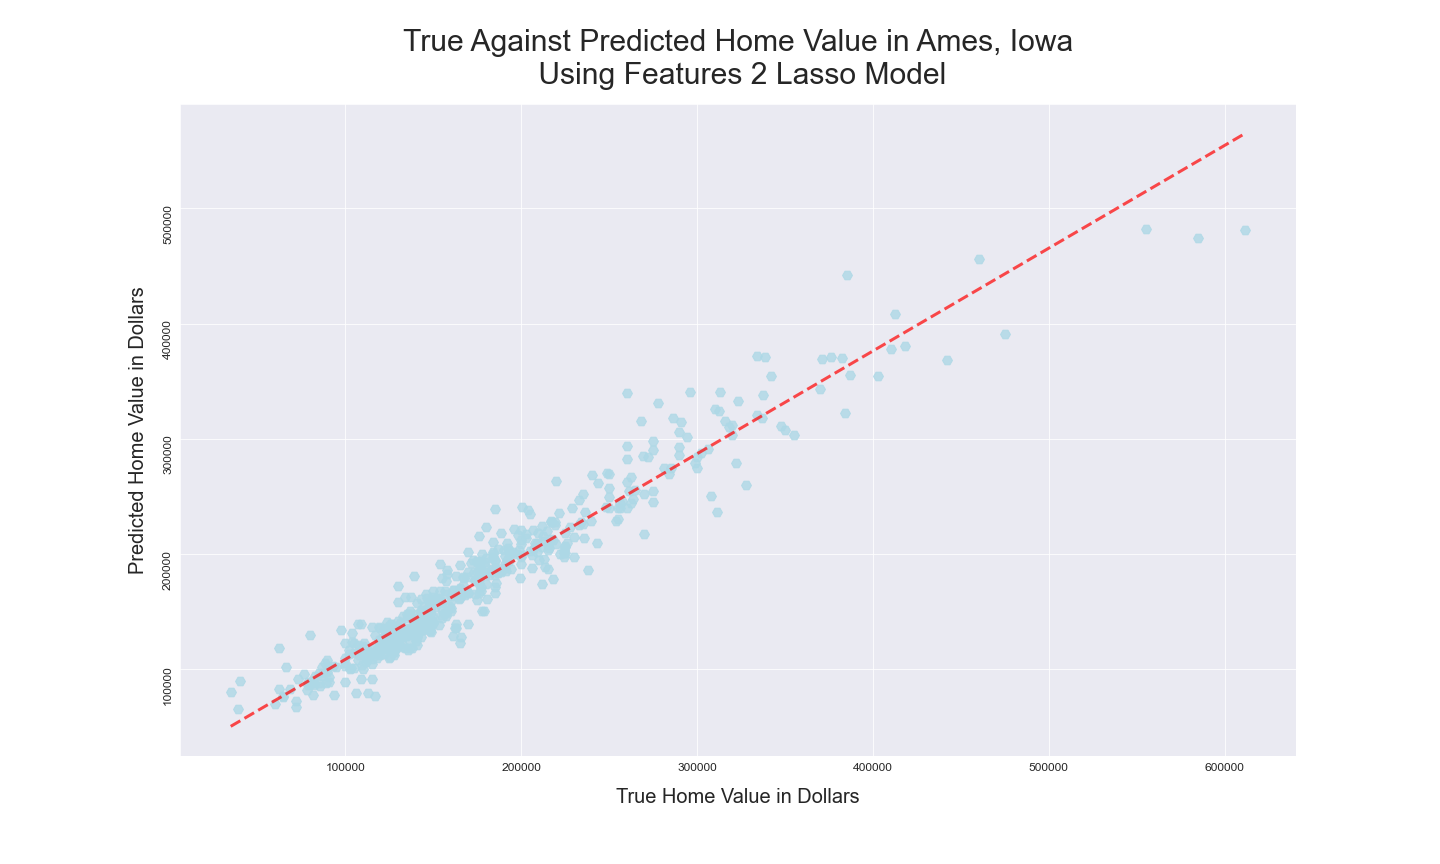 True Against Predicted Home Value in Ames, Iowa
Using Features 2 Lasso Model
Predicted Home Value in Dollars
500000
400000
300000
200000
100000
100000
200000
300000
400000
500000
600000
True Home Value in Dollars